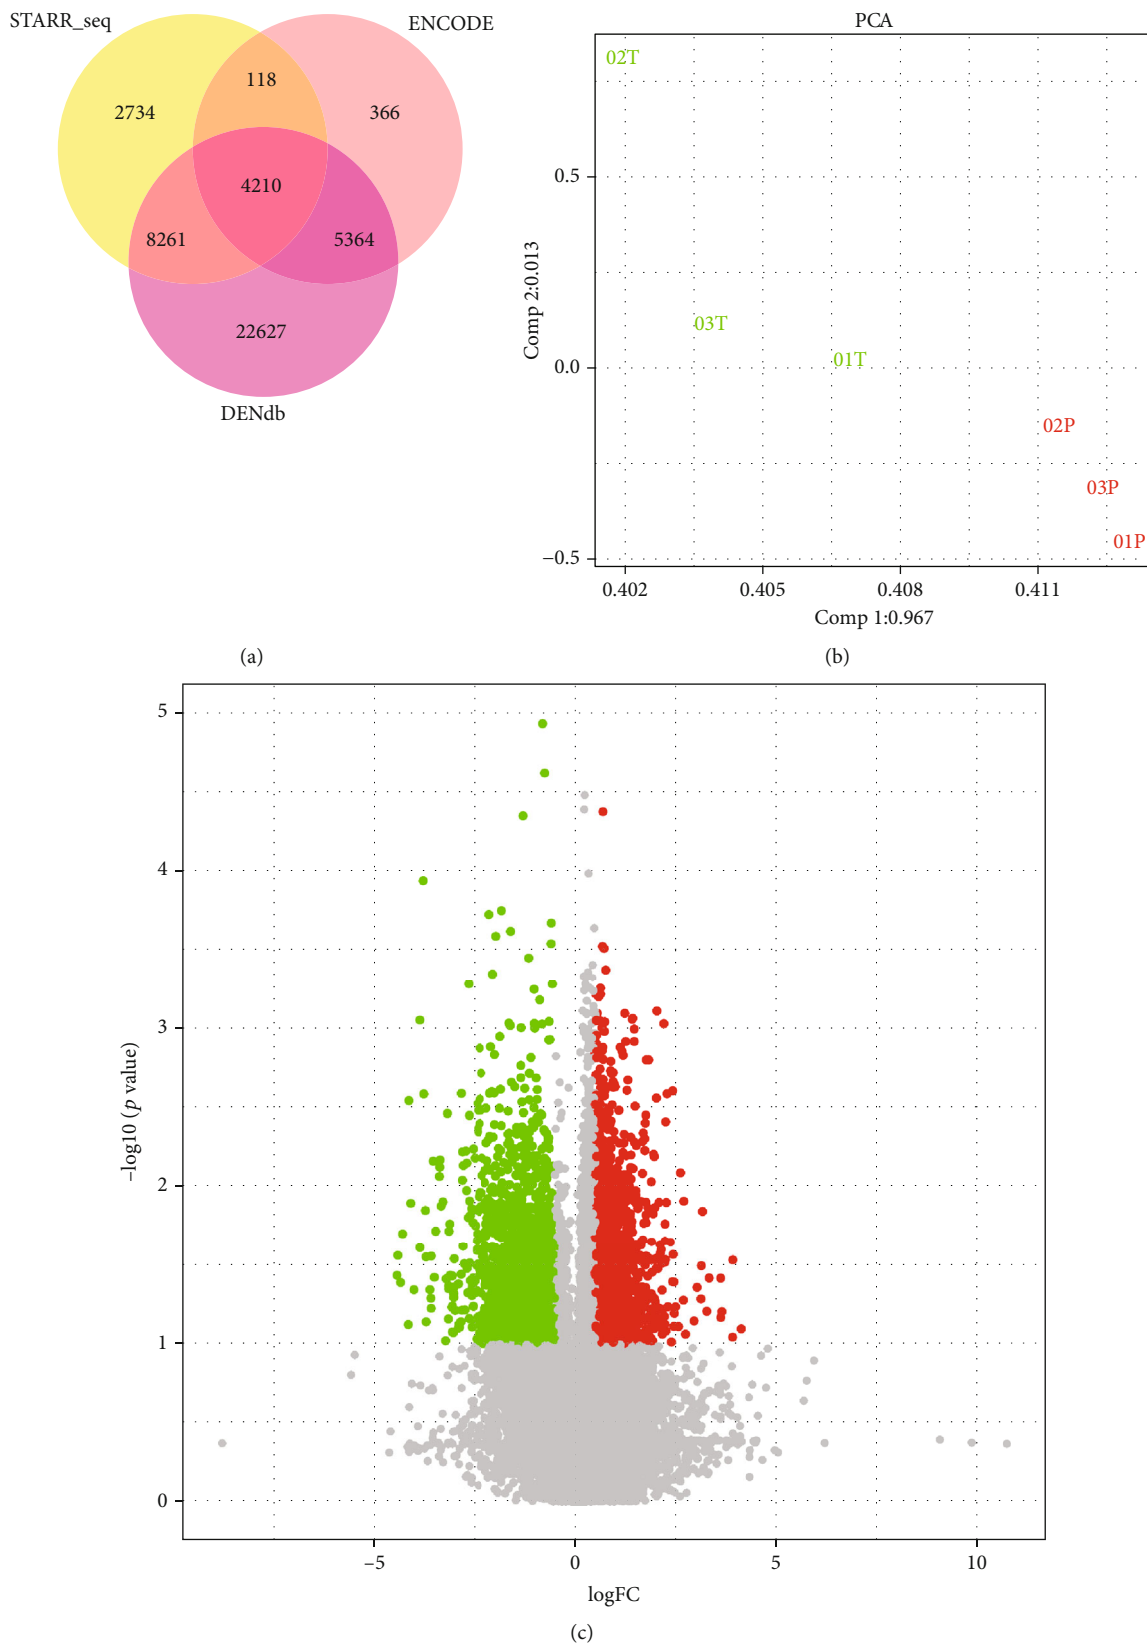 STARR_seq
ENCODE
118
2734
366
4210
8261
5364
22627
DENdb
(a)
PCA
02T
0.5
03T
01T
0.0
02P
03P
01P
−0.5
Comp 2:0.013
0.402
0.405
0.408
0.411
Comp 1:0.967
(b)
5
4
3
2
1
0
−log10 (p value)
−5
0
5
10
logFC
(c)